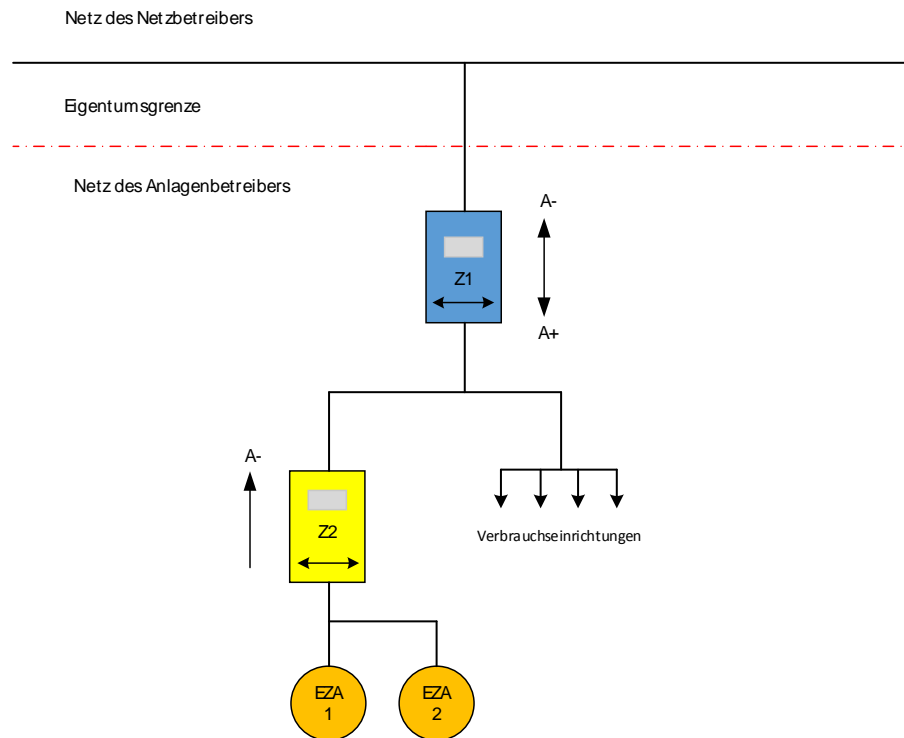 Netz des Netzbetreibers
Eigentumsgrenze
Netz des Anlagenbetreibers
A-
Z1
A+
A-
Z2
Verbrauchseinrichtungen
EZA
1
EZA
2